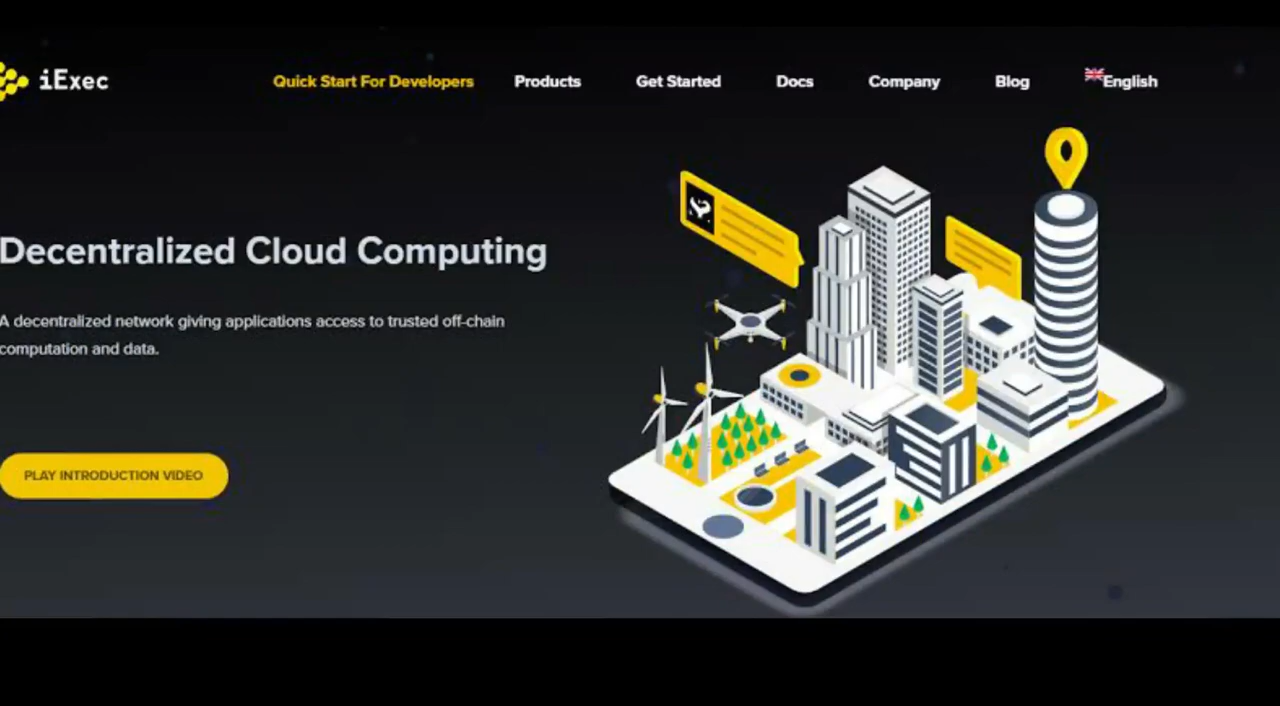 iExec
Quick Start For Developers
Products
Get Started
Docs
Company
Blog
English
Decentralized Cloud Computing
A decentralized network giving applications access to trusted off-chain
computation and data.
PLAY INTRODUCTION VIDEO